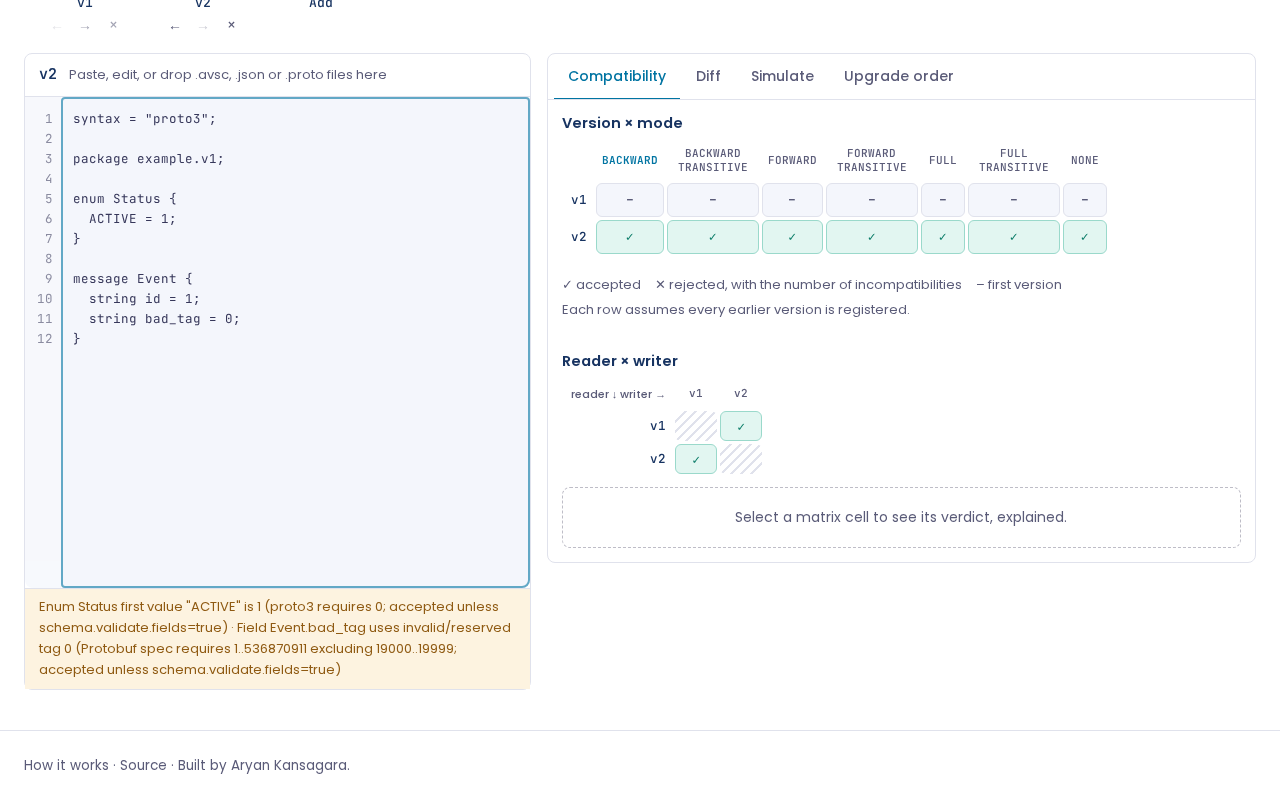 v1 v2 Add
← → × ← → ×
v2 Paste, edit, or drop .avsc, .json or .proto files here
1 syntax = "proto3";
2
3 package example.v1;
4
5 enum Status {
6 ACTIVE = 1;
7 }
8
9 message Event {
10 string id = 1;
11 string bad_tag = 0;
12 }
Enum Status first value "ACTIVE" is 1 (proto3 requires 0; accepted unless
schema.validate.fields=true) · Field Event.bad_tag uses invalid/reserved
tag 0 (Protobuf spec requires 1..536870911 excluding 19000..19999;
accepted unless schema.validate.fields=true)
Compatibility Diff Simulate Upgrade order
Version × mode
BACKWARD BACKWARD TRANSITIVE FORWARD FORWARD TRANSITIVE FULL FULL TRANSITIVE NONE
v1 – – – – – – –
v2 ✓ ✓ ✓ ✓ ✓ ✓ ✓
✓ accepted ✕ rejected, with the number of incompatibilities – first version
Each row assumes every earlier version is registered.
Reader × writer
reader ↓ writer → v1 v2
v1 ✓
v2 ✓
Select a matrix cell to see its verdict, explained.
How it works · Source · Built by Aryan Kansagara.